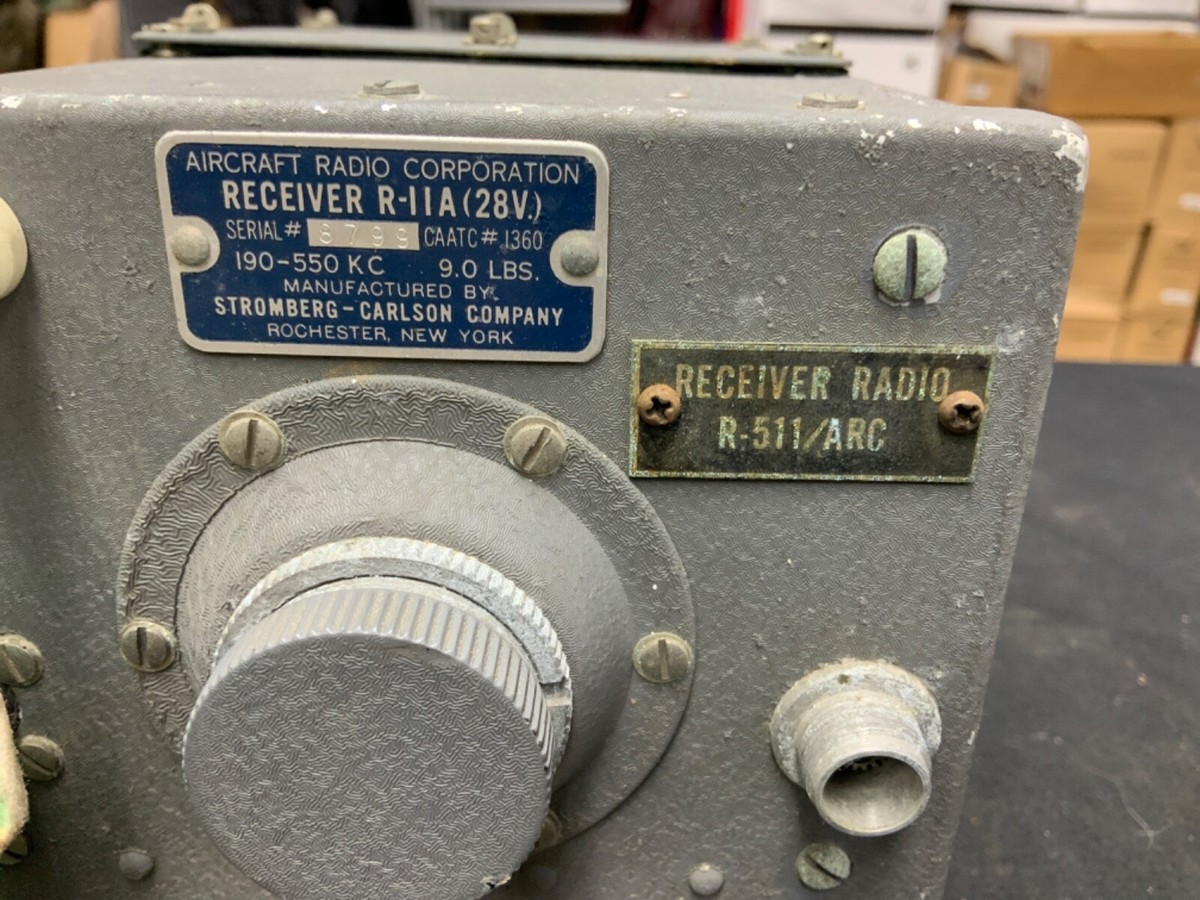 AIRCRAFT RADIO CORPORATION
RECEIVER R-11A (28V.)
SERIAL # 8798 CAATC # 1360
190-550 KC 9.0 LBS.
MANUFACTURED BY
STROMBERG-CARLSON COMPANY
ROCHESTER, NEW YORK
RECEIVER RADIO
R-511/ARC